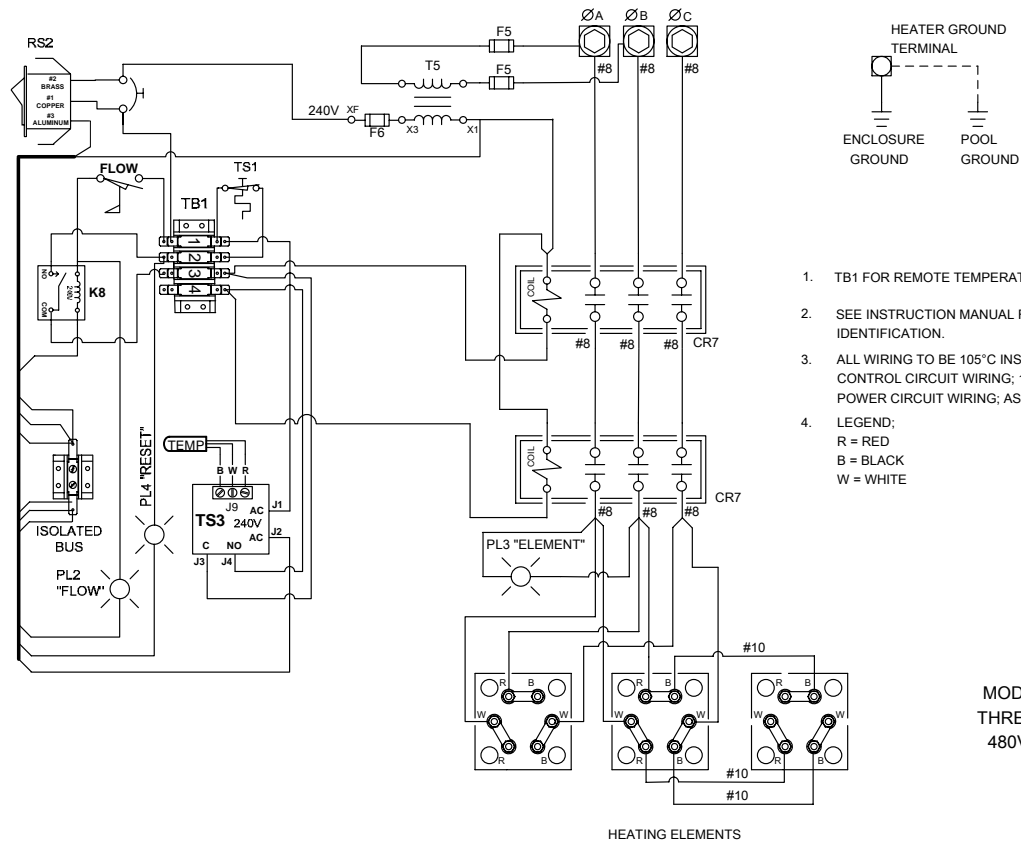 RS2
#2
BRASS
#1
COPPER
#3
ALUMINUM
F5
T5
F5
ØA
ØB
ØC
#8
#8
#8
240V
XF
F6
X3
X1
HEATER GROUND
TERMINAL
ENCLOSURE
GROUND
POOL
GROUND
FLOW
TS1
TB1
1
2
3
4
NO
240V
COM
K8
COIL
CR7
#8
#8
#8
1. TB1 FOR REMOTE
2. SEE INSTRUCTION MANUAL
IDENTIFICATION.
3. ALL WIRING TO BE 105°C
CONTROL CIRCUIT WIRING;
POWER CIRCUIT WIRING;
4. LEGEND;
R = RED
B = BLACK
W = WHITE
TEMP
B W R
J9
TS3
240V
AC
J1
AC
J2
C
NO
J3
J4
PL4 "RESET"
ISOLATED
BUS
PL2
"FLOW"
COIL
CR7
#8
#8
#8
PL3 "ELEMENT"
#10
R B
W W
R B
R B
W W
R B
R B
W W
R B
#10
#10
HEATING ELEMENTS
480V